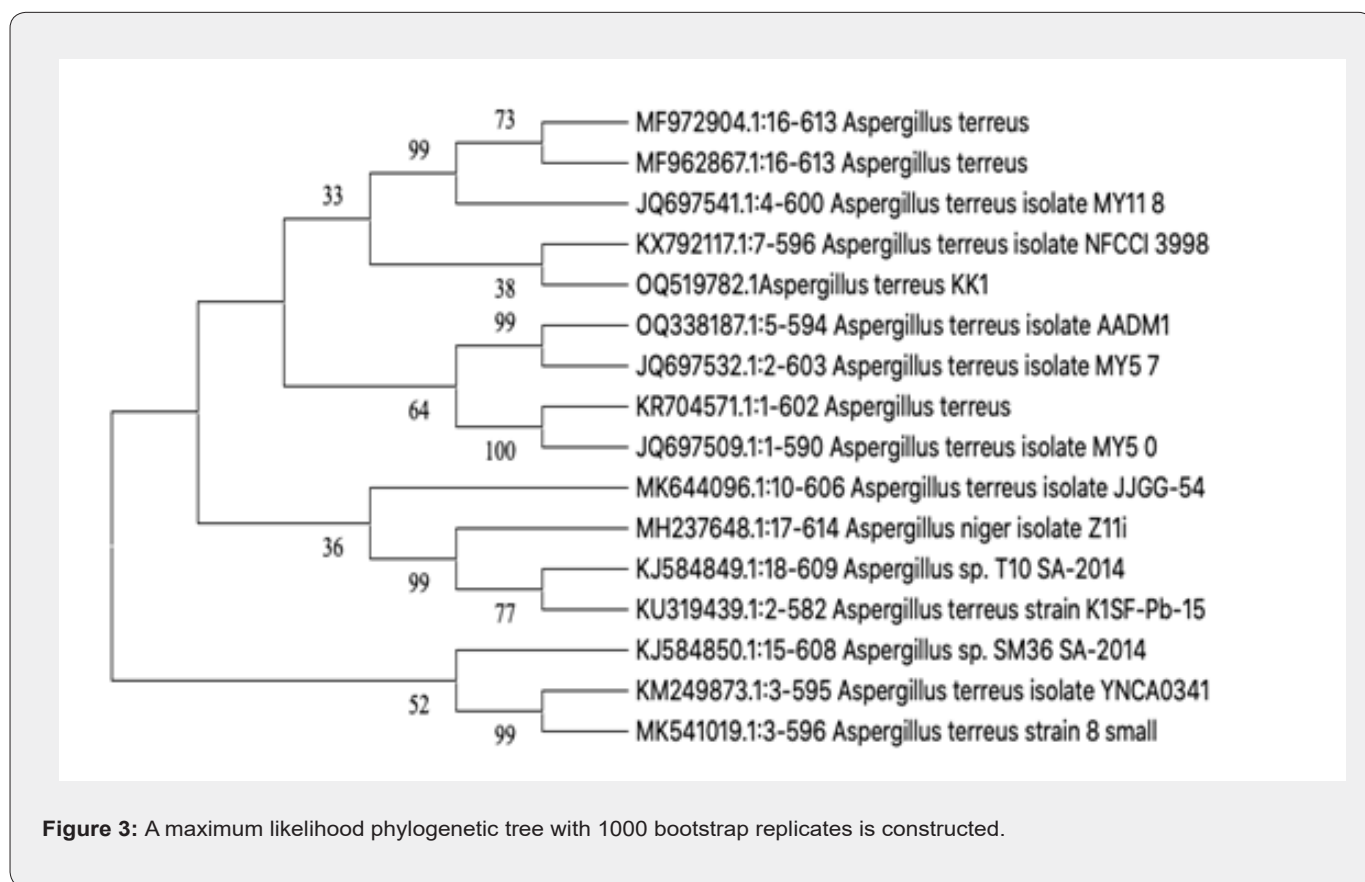 73
MF972904.1:16-613 Aspergillus terreus
99
MF962867.1:16-613 Aspergillus terreus
33
JQ697541.1:4-600 Aspergillus terreus isolate MY11 8
KX792117.1:7-596 Aspergillus terreus isolate NFCCI 3998
38
OQ519782.1Aspergillus terreus KK1
99
OQ338187.1:5-594 Aspergillus terreus isolate AADM1
JQ697532.1:2-603 Aspergillus terreus isolate MY5 7
64
KR704571.1:1-602 Aspergillus terreus
100
JQ697509.1:1-590 Aspergillus terreus isolate MY5 0
MK644096.1:10-606 Aspergillus terreus isolate JJGG-54
MH237648.1:17-614 Aspergillus niger isolate Z11i
36
KJ584849.1:18-609 Aspergillus sp. T10 SA-2014
99
77
KU319439.1:2-582 Aspergillus terreus strain K1SF-Pb-15
KJ584850.1:15-608 Aspergillus sp. SM36 SA-2014
52
KM249873.1:3-595 Aspergillus terreus isolate YNCA0341
99
MK541019.1:3-596 Aspergillus terreus strain 8 small
Figure 3: A maximum likelihood phylogenetic tree with 1000 bootstrap replicates is constructed.